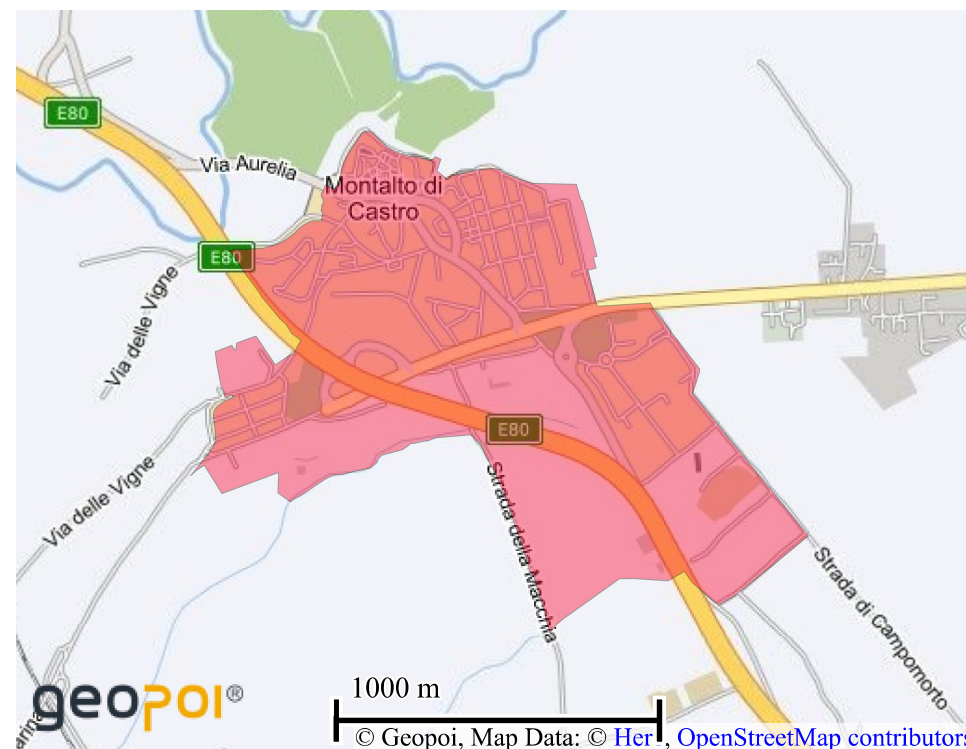 E80
Via Aurelia
Montalto di
Castro
E80
Via delle Vigne
E80
Via delle Vigne
Strada della Macchia
Strada di Campomorto
arina
geopoi®
1000 m
© Geopoi, Map Data: © Her, OpenStreetMap contributors